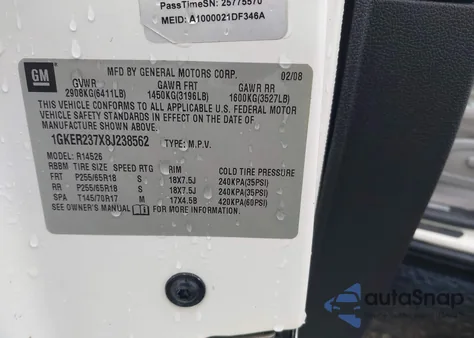 PassTimeSN: 25775570
MEID: A1000021DF346A
GM
MFD BY GENERAL MOTORS CORP. 02/08
GVWR GAWR FRT GAWR RR
2908KG(6411LB) 1450KG(3196LB) 1600KG(3527LB)
THIS VEHICLE CONFORMS TO ALL APPLICABLE U.S. FEDERAL MOTOR
VEHICLE SAFETY STANDARDS IN EFFECT ON THE DATE OF
MANUFACTURE SHOWN ABOVE.
1GKER237X8J238562 TYPE: M.P.V.
MODEL: R14526
RBBM TIRE SIZE SPEED RTG RIM COLD TIRE PRESSURE
FRT P255/65R18 S 18X7.5J 240KPA(35PSI)
RR P255/65R18 S 18X7.5J 240KPA(35PSI)
SPA T145/70R17 M 17X4.5B 420KPA(60PSI)
SEE OWNER'S MANUAL FOR MORE INFORMATION.
autoSnap